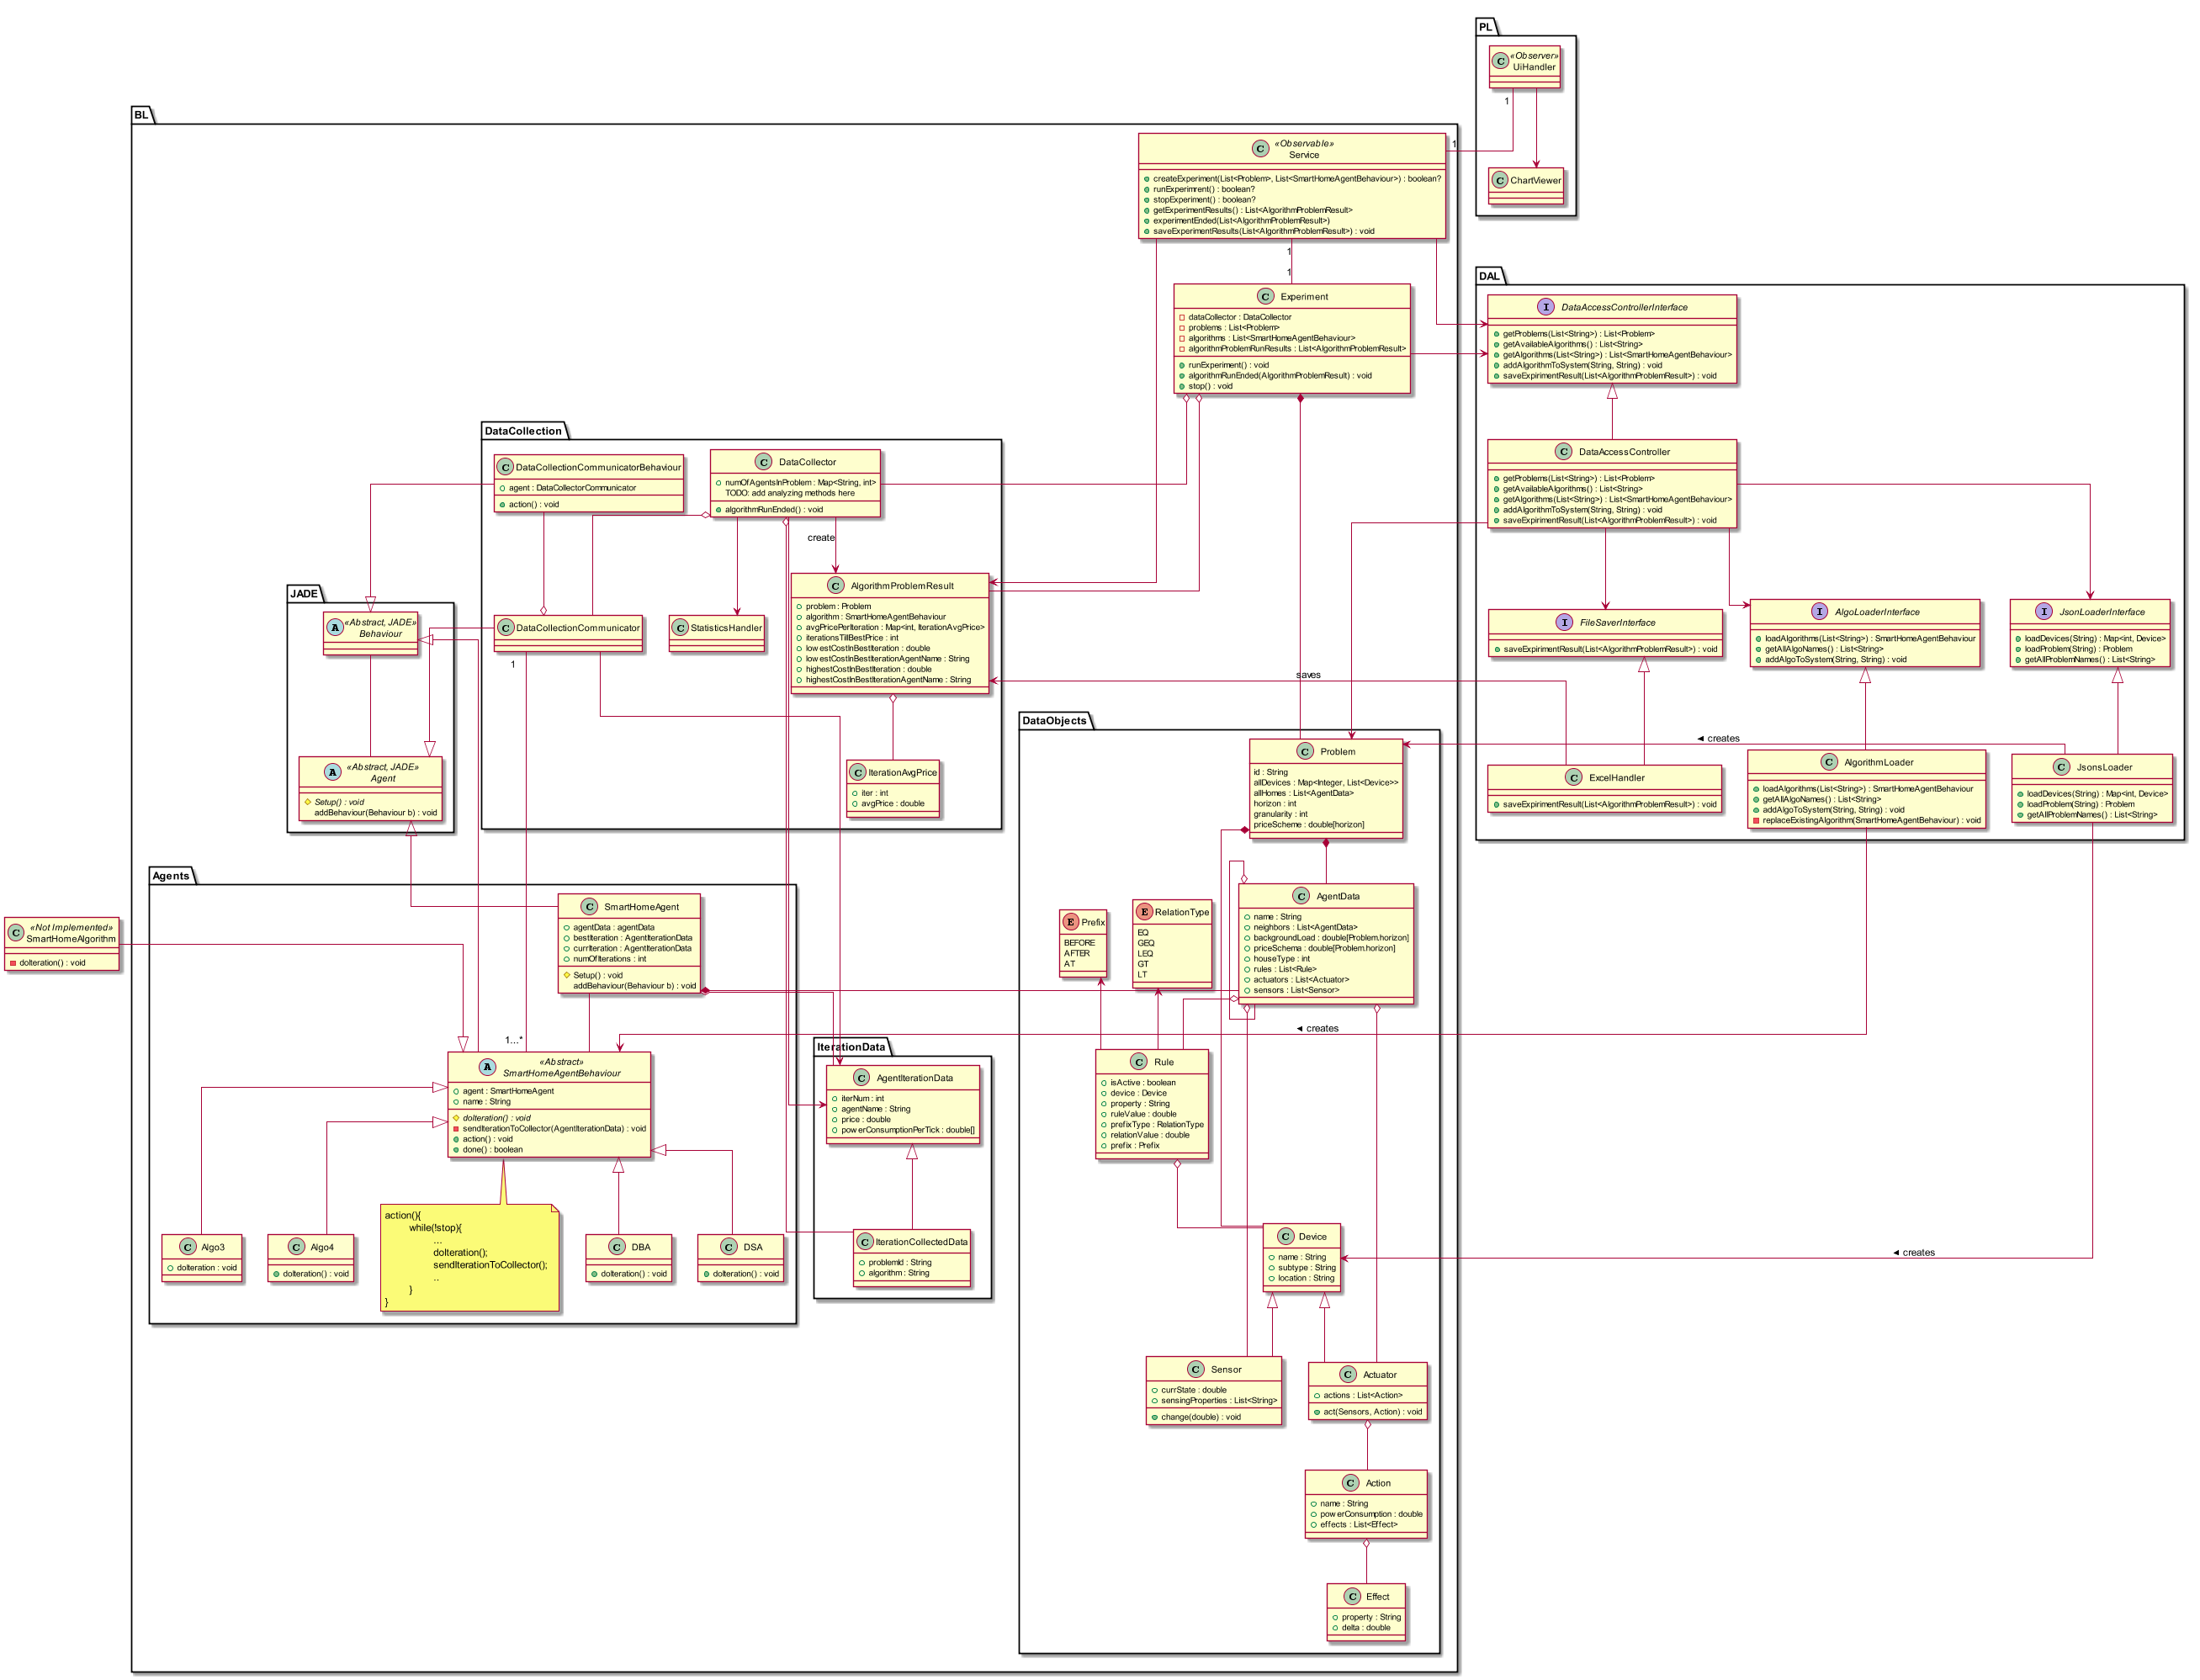 PL
C «Observer»
UiHandler
1
C ChartViewer
BL
C «Observable»
Service
createExperiment(List<Problem>, List<SmartHomeAgentBehaviour>) : boolean?
runExperimrent() : boolean?
stopExperiment() : boolean?
getExperimentResults() : List<AlgorithmProblemResult>
experimentEnded(List<AlgorithmProblemResult>)
saveExperimentResults(List<AlgorithmProblemResult>) : void
1
1
1
C Experiment
dataCollector : DataCollector
problems : List<Problem>
algorithms : List<SmartHomeAgentBehaviour>
algorithmProblemRunResults : List<AlgorithmProblemResult>
runExperiment() : void
algorithmRunEnded(AlgorithmProblemResult) : void
stop() : void
DAL
I DataAccessControllerInterface
getProblems(List<String>) : List<Problem>
getAvailableAlgorithms() : List<String>
getAlgorithms(List<String>) : List<SmartHomeAgentBehaviour>
addAlgorithmToSystem(String, String) : void
saveExpirimentResult(List<AlgorithmProblemResult>) : void
C DataAccessController
getProblems(List<String>) : List<Problem>
getAvailableAlgorithms() : List<String>
getAlgorithms(List<String>) : List<SmartHomeAgentBehaviour>
addAlgorithmToSystem(String, String) : void
saveExpirimentResult(List<AlgorithmProblemResult>) : void
I FileSaverInterface
saveExpirimentResult(List<AlgorithmProblemResult>) : void
I AlgoLoaderInterface
loadAlgorithms(List<String>) : SmartHomeAgentBehaviour
getAllAlgoNames() : List<String>
addAlgoToSystem(String, String) : void
I JsonLoaderInterface
loadDevices(String) : Map<int, Device>
loadProblem(String) : Problem
getAllProblemNames() : List<String>
C ExcelHandler
saveExpirimentResult(List<AlgorithmProblemResult>) : void
C AlgorithmLoader
loadAlgorithms(List<String>) : SmartHomeAgentBehaviour
getAllAlgoNames() : List<String>
addAlgoToSystem(String, String) : void
replaceExistingAlgorithm(SmartHomeAgentBehaviour) : void
C JsonsLoader
loadDevices(String) : Map<int, Device>
loadProblem(String) : Problem
getAllProblemNames() : List<String>
saves
◄ creates
◄ creates
◄ creates
DataCollection
C DataCollectionCommunicatorBehaviour
agent : DataCollectorCommunicator
action() : void
C DataCollector
numOfAgentsInProblem : Map<String, int>
TODO: add analyzing methods here
algorithmRunEnded() : void
create
C DataCollectionCommunicator
1
C StatisticsHandler
C AlgorithmProblemResult
problem : Problem
algorithm : SmartHomeAgentBehaviour
avgPricePerIteration : Map<int, IterationAvgPrice>
iterationsTillBestPrice : int
lowestCostInBestIteration : double
lowestCostInBestIterationAgentName : String
highestCostInBestIteration : double
highestCostInBestIterationAgentName : String
C IterationAvgPrice
iter : int
avgPrice : double
JADE
A «Abstract, JADE»
Behaviour
A «Abstract, JADE»
Agent
Setup() : void
addBehaviour(Behaviour b) : void
Agents
C SmartHomeAgent
agentData : agentData
bestIteration : AgentIterationData
currIteration : AgentIterationData
numOfIterations : int
Setup() : void
addBehaviour(Behaviour b) : void
C «Not Implemented»
SmartHomeAlgorithm
doIteration() : void
1...*
A «Abstract»
SmartHomeAgentBehaviour
agent : SmartHomeAgent
name : String
doIteration() : void
sendIterationToCollector(AgentIterationData) : void
action() : void
done() : boolean
action(){
while(!stop){
...
doIteration();
sendIterationToCollector();
..
}
}
C Algo3
doIteration : void
C Algo4
doIteration() : void
C DBA
doIteration() : void
C DSA
doIteration() : void
IterationData
C AgentIterationData
iterNum : int
agentName : String
price : double
powerConsumptionPerTick : double[]
C IterationCollectedData
problemId : String
algorithm : String
DataObjects
C Problem
id : String
allDevices : Map<Integer, List<Device>>
allHomes : List<AgentData>
horizon : int
granularity : int
priceScheme : double[horizon]
E Prefix
BEFORE
AFTER
AT
E RelationType
EQ
GEQ
LEQ
GT
LT
C AgentData
name : String
neighbors : List<AgentData>
backgroundLoad : double[Problem.horizon]
priceSchema : double[Problem.horizon]
houseType : int
rules : List<Rule>
actuators : List<Actuator>
sensors : List<Sensor>
C Rule
isActive : boolean
device : Device
property : String
ruleValue : double
prefixType : RelationType
relationValue : double
prefix : Prefix
C Device
name : String
subtype : String
location : String
C Sensor
currState : double
sensingProperties : List<String>
change(double) : void
C Actuator
actions : List<Action>
act(Sensors, Action) : void
C Action
name : String
powerConsumption : double
effects : List<Effect>
C Effect
property : String
delta : double